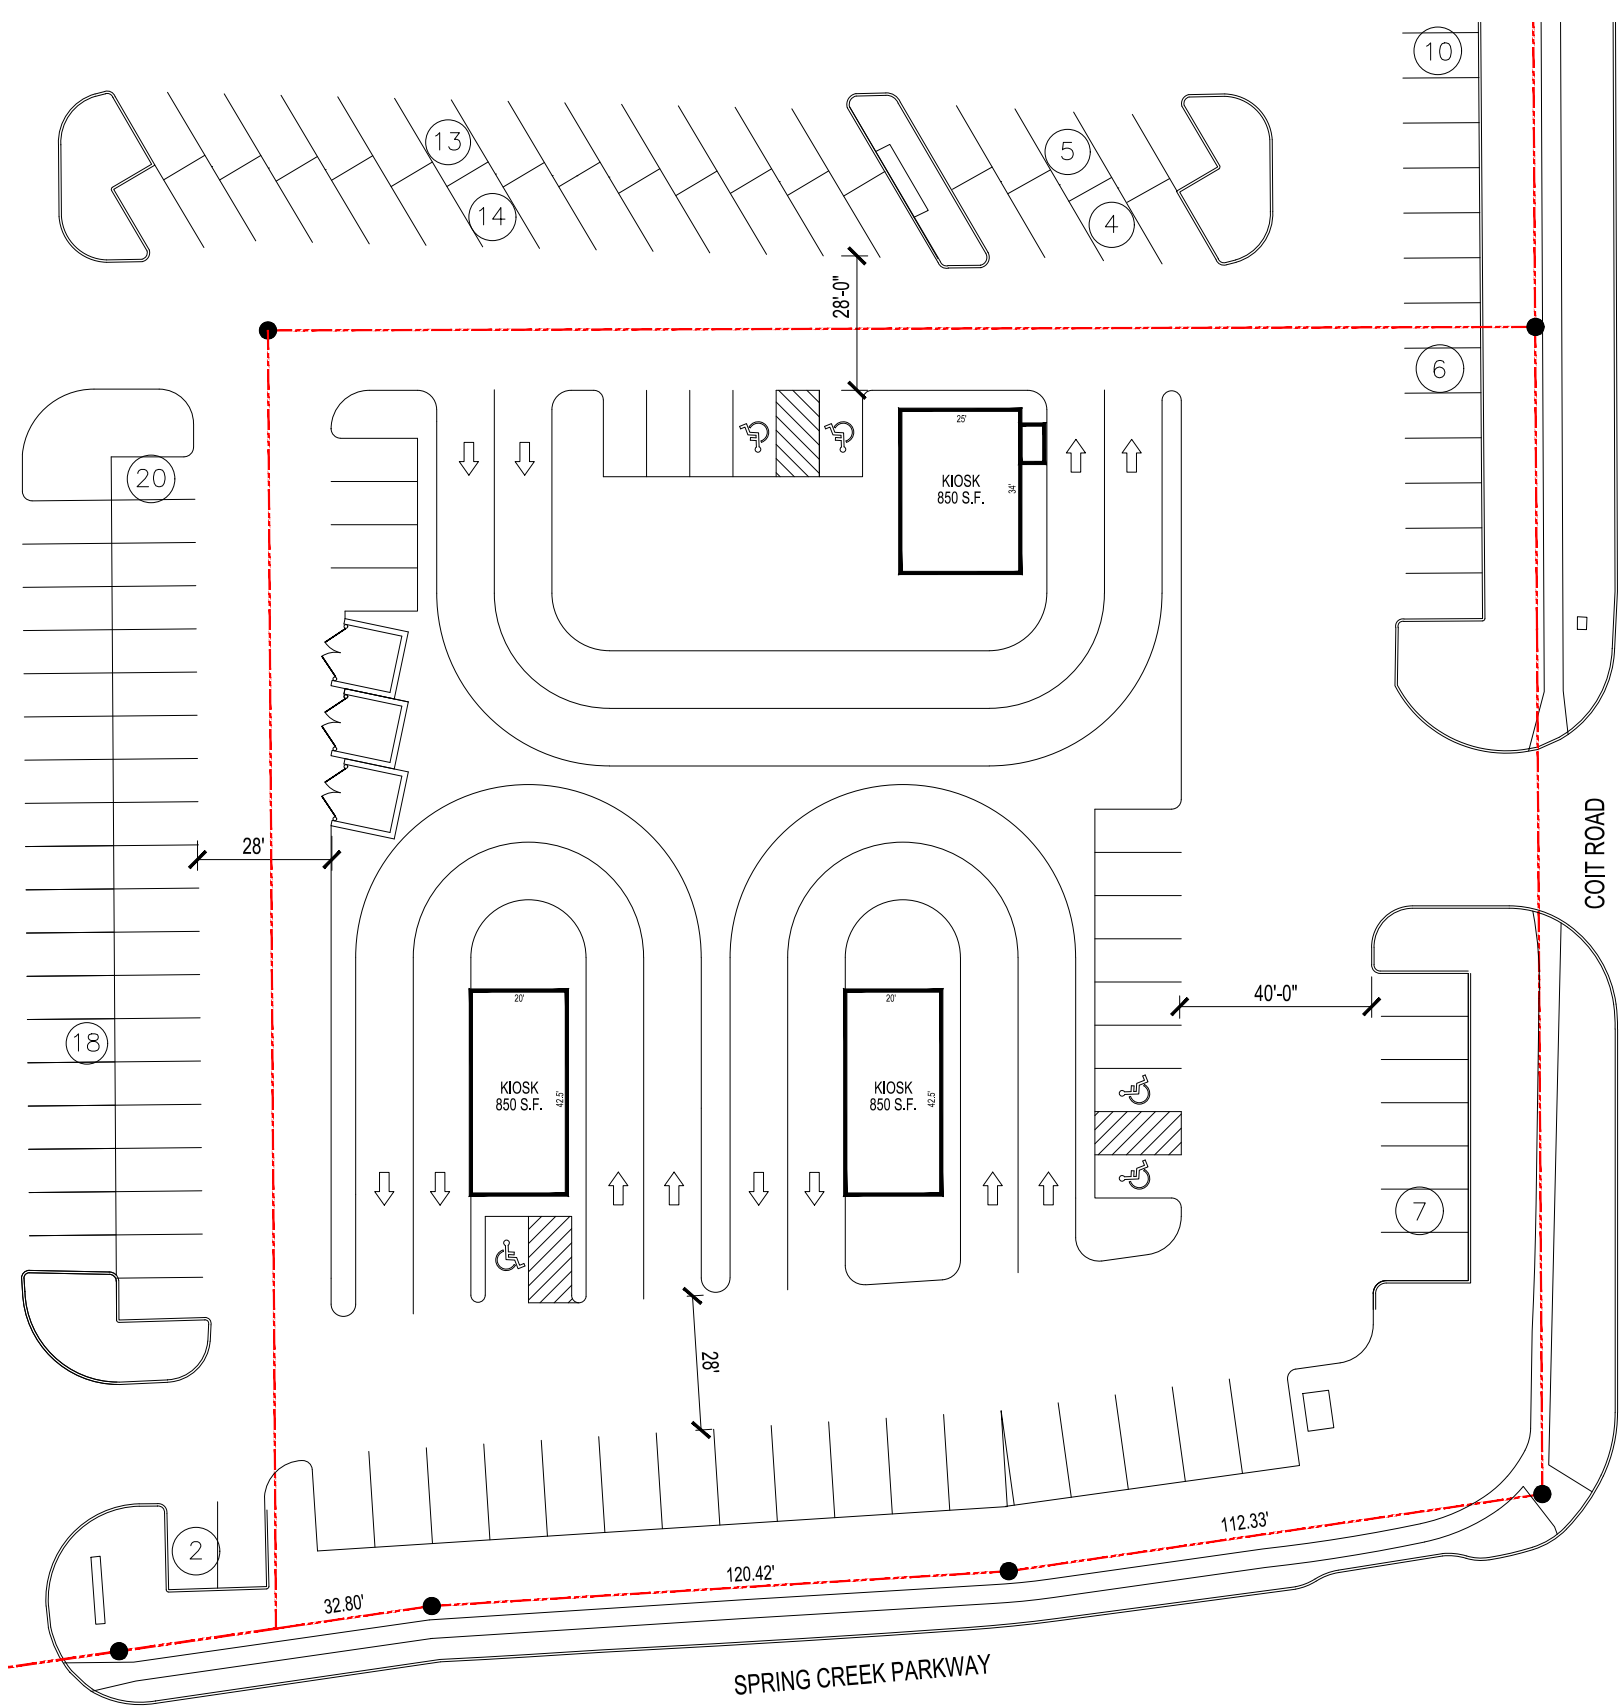 10
13
5
14
4
28'-0"
6
20
25'
KIOSK
850 S.F.
34'
28'
COIT ROAD
40'-0"
20'
20'
18
KIOSK
850 S.F.
42.5'
KIOSK
850 S.F.
42.5'
7
28'
2
112.33'
120.42'
32.80'
SPRING CREEK PARKWAY